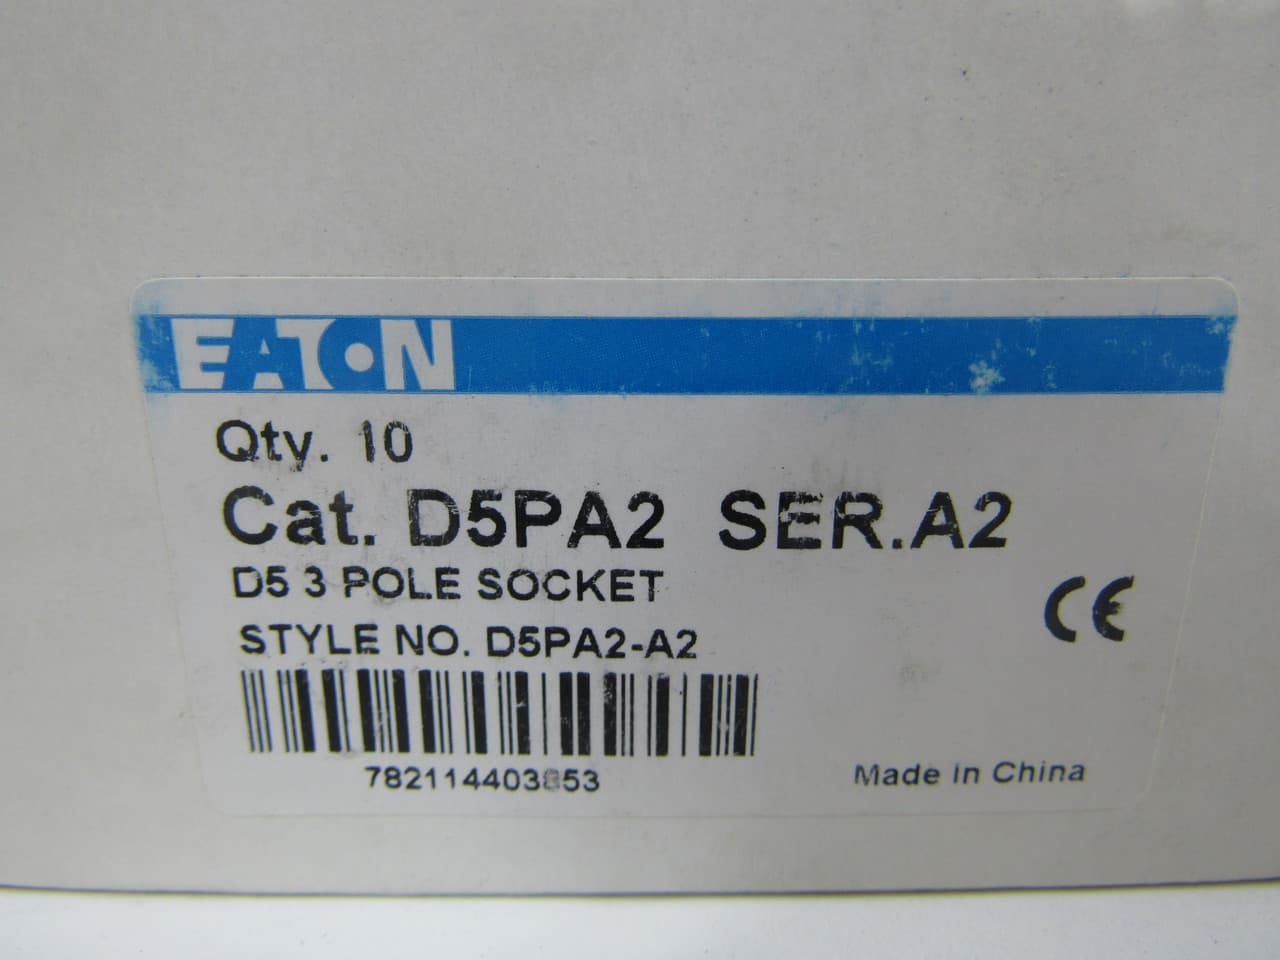 EATON
Qty. 10
Cat. D5PA2 SER.A2
D5 3 POLE SOCKET
CE
STYLE NO. D5PA2-A2
782114403853
Made in China